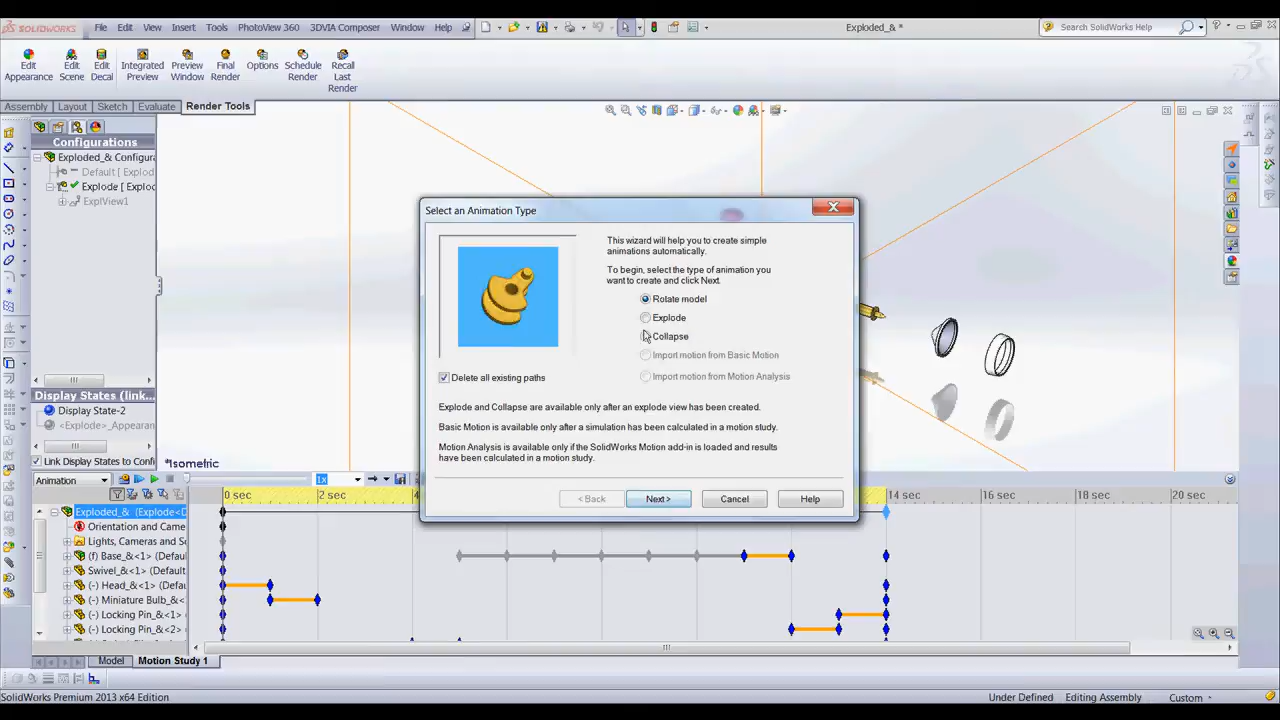 SOLIDWORKS File Edit View Insert Tools PhotoView 360 3DVIA Composer Window Help Exploded_& * Search SolidWorks Help
Edit Appearance
Edit Scene
Edit Decal
Integrated Preview
Preview Window
Final Render
Options
Schedule Render
Recall Last Render
Assembly Layout Sketch Evaluate Render Tools
Configurations
Exploded_& Configura
Default [ Explod
Explode [ Explod
ExplView1
Display States (link
Display State-2
<Explode>_Appearan
Link Display States to Confi
*Isometric
Select an Animation Type
This wizard will help you to create simple
animations automatically.
To begin, select the type of animation you
want to create and click Next.
Rotate model
Explode
Collapse
Import motion from Basic Motion
Import motion from Motion Analysis
Delete all existing paths
Explode and Collapse are available only after an explode view has been created.
Basic Motion is available only after a simulation has been calculated in a motion study.
Motion Analysis is available only if the SolidWorks Motion add-in is loaded and results
have been calculated in a motion study.
< Back Next> Cancel Help
Animation 1x
0 sec 2 sec 4 14 sec 16 sec 18 sec 20 sec
Exploded_& (Explode<D
Orientation and Came
Lights, Cameras and S
(f) Base_&<1> (Defau
Swivel_&<1> (Default
(-) Head_&<1> (Defau
(-) Miniature Bulb_&<
(-) Locking Pin_&<1>
(-) Locking Pin_&<2>
Model Motion Study 1
SolidWorks Premium 2013 x64 Edition Under Defined Editing Assembly Custom